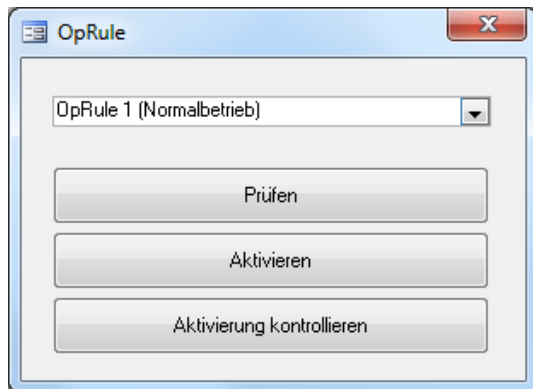 OpRule
OpRule 1 (Normalbetrieb)
Prüfen
Aktivieren
Aktivierung kontrollieren